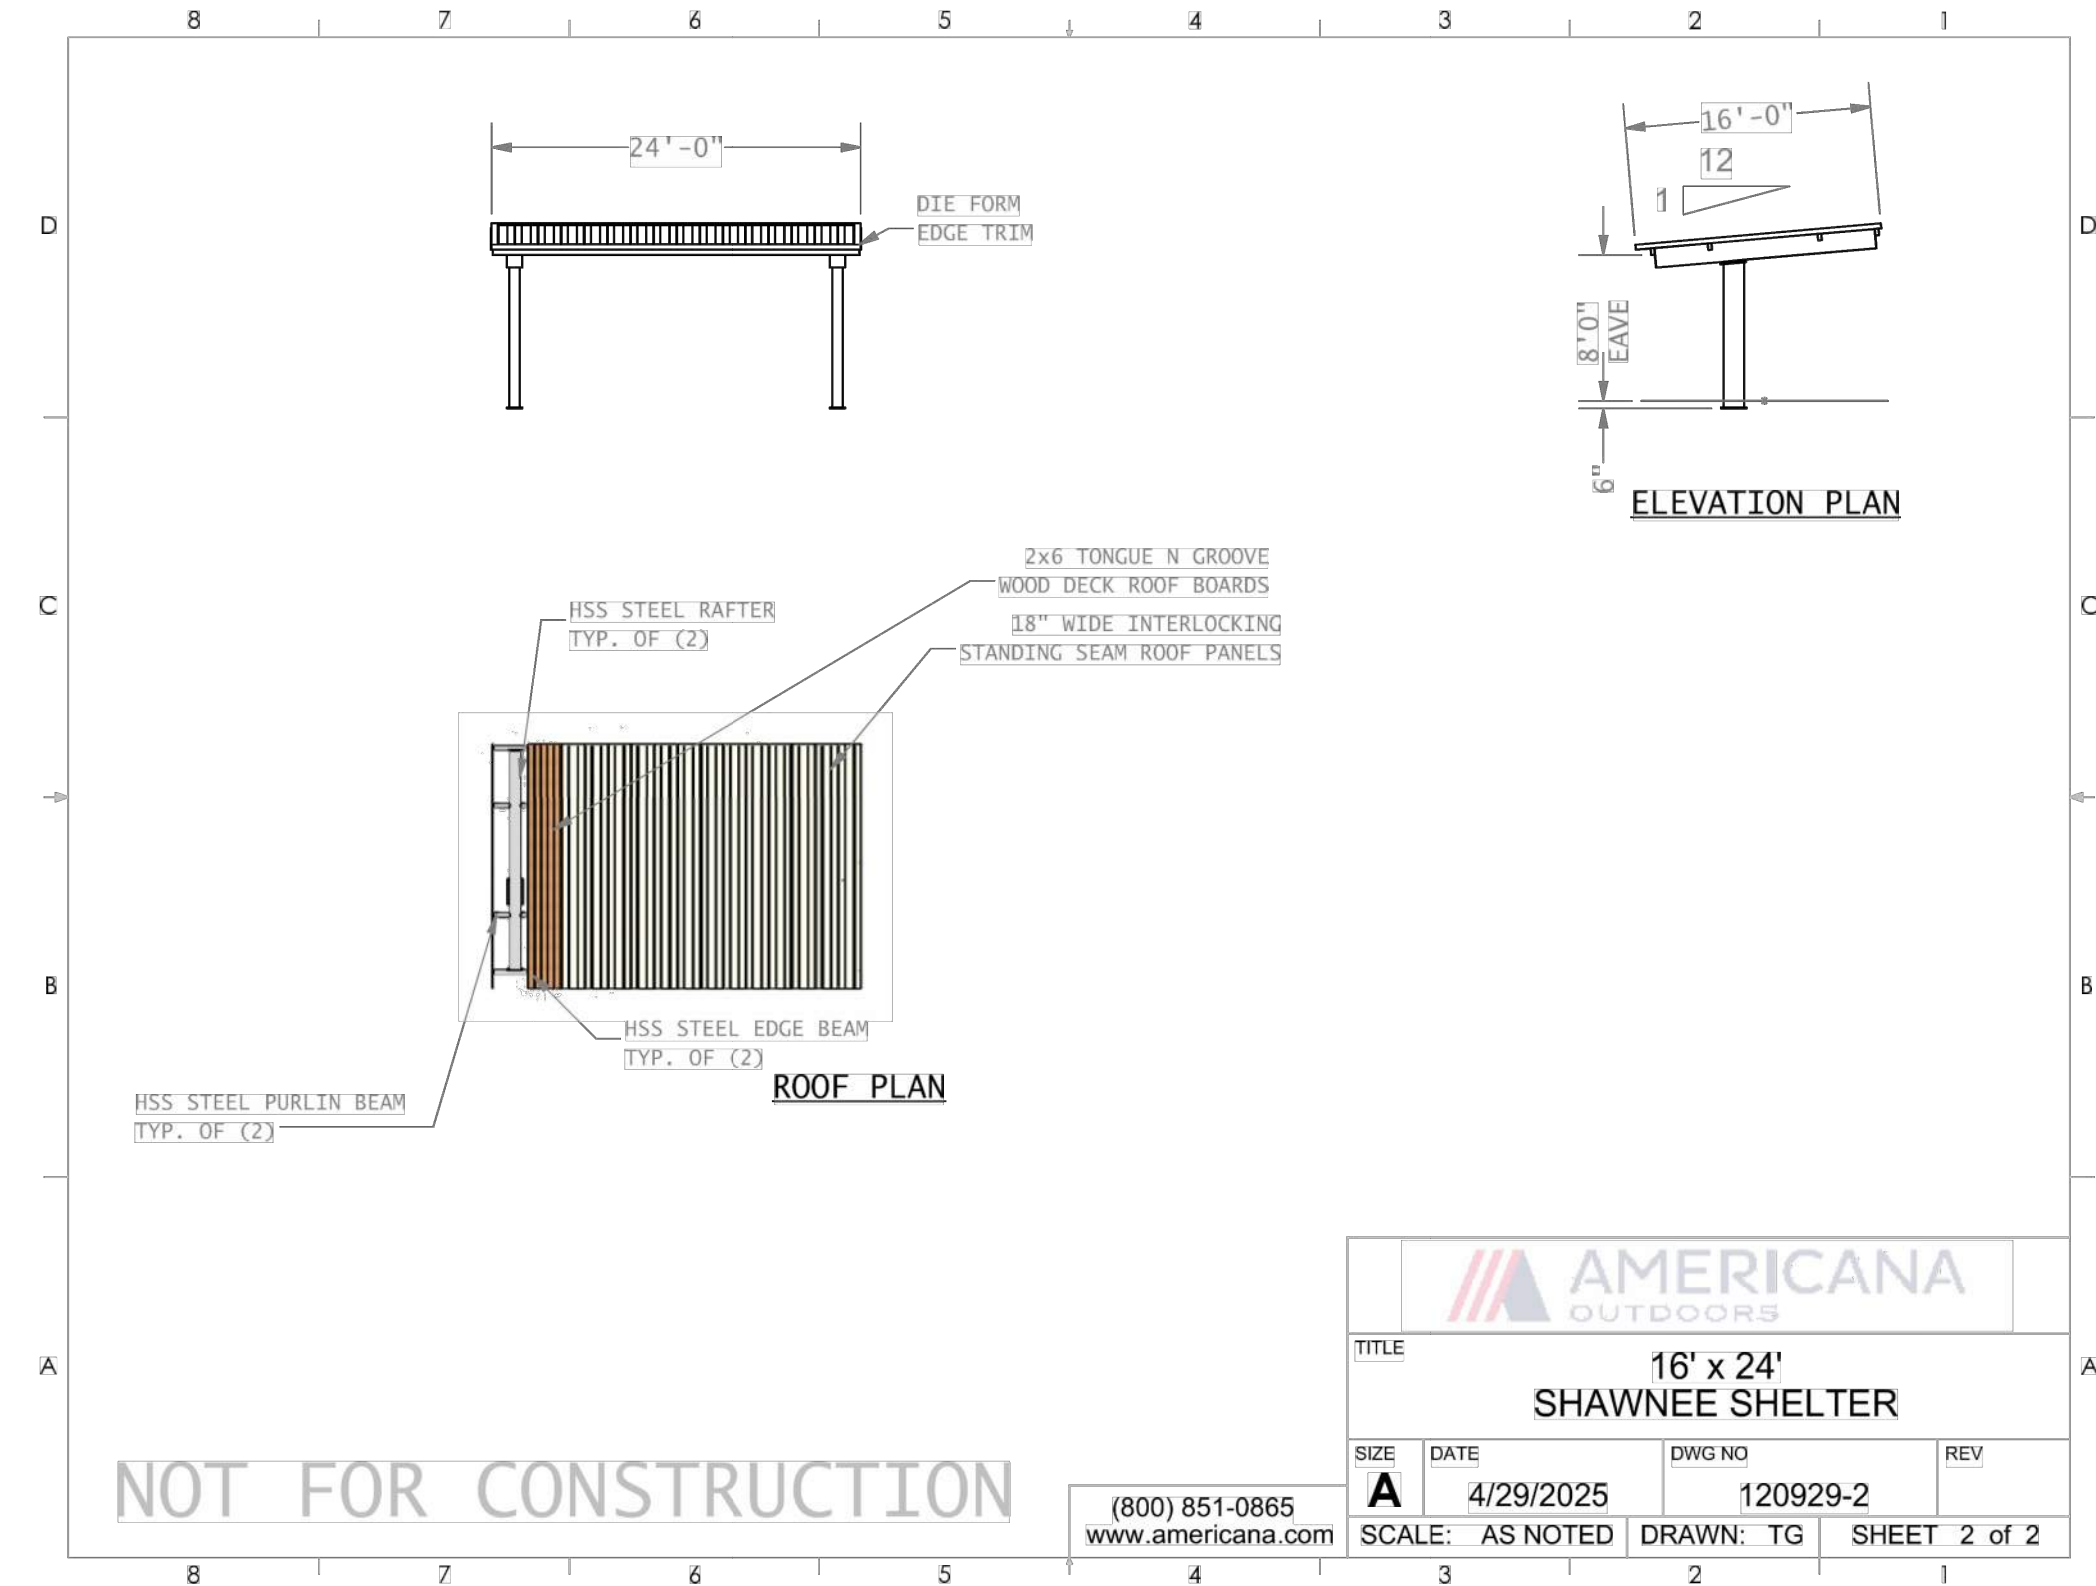 8 7 6 5 4 3 2 1
24'-0"
16'-0"
12
1
DIE FORM
EDGE TRIM
D D
8'0"
EAVE
6"
ELEVATION PLAN
2x6 TONGUE N GROOVE
WOOD DECK ROOF BOARDS
18" WIDE INTERLOCKING
STANDING SEAM ROOF PANELS
HSS STEEL RAFTER
TYP. OF (2)
C C
B B
HSS STEEL EDGE BEAM
TYP. OF (2)
ROOF PLAN
HSS STEEL PURLIN BEAM
TYP. OF (2)
AMERICANA
OUTDOORS
TITLE
16' x 24'
SHAWNEE SHELTER
A A
SIZE DATE DWG NO REV
A 4/29/2025 120929-2
SCALE: AS NOTED DRAWN: TG SHEET 2 of 2
(800) 851-0865
www.americana.com
NOT FOR CONSTRUCTION
8 7 6 5 4 3 2 1